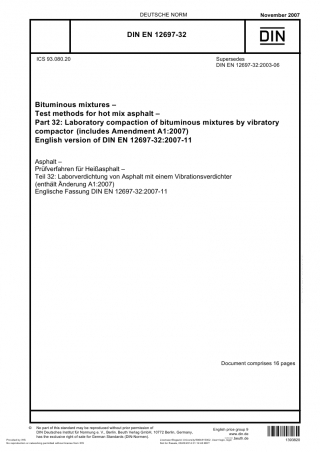 DEUTSCHE NORM
November 2007
DIN EN 12697-32
DIN
ICS 93.080.20
Supersedes
DIN EN 12697-32:2003-06
Bituminous mixtures –
Test methods for hot mix asphalt –
Part 32: Laboratory compaction of bituminous mixtures by vibratory
compactor (includes Amendment A1:2007)
English version of DIN EN 12697-32:2007-11
Asphalt –
Prüfverfahren für Heißasphalt –
Teil 32: Laborverdichtung von Asphalt mit einem Vibrationsverdichter
(enthält Änderung A1:2007)
Englische Fassung DIN EN 12697-32:2007-11
Document comprises 16 pages
© No part of this standard may be reproduced without prior permission of
DIN Deutsches Institut für Normung e. V., Berlin. Beuth Verlag GmbH, 10772 Berlin, Germany,
has the exclusive right of sale for German Standards (DIN-Normen).
English price group 9
www.din.de
www.beuth.de